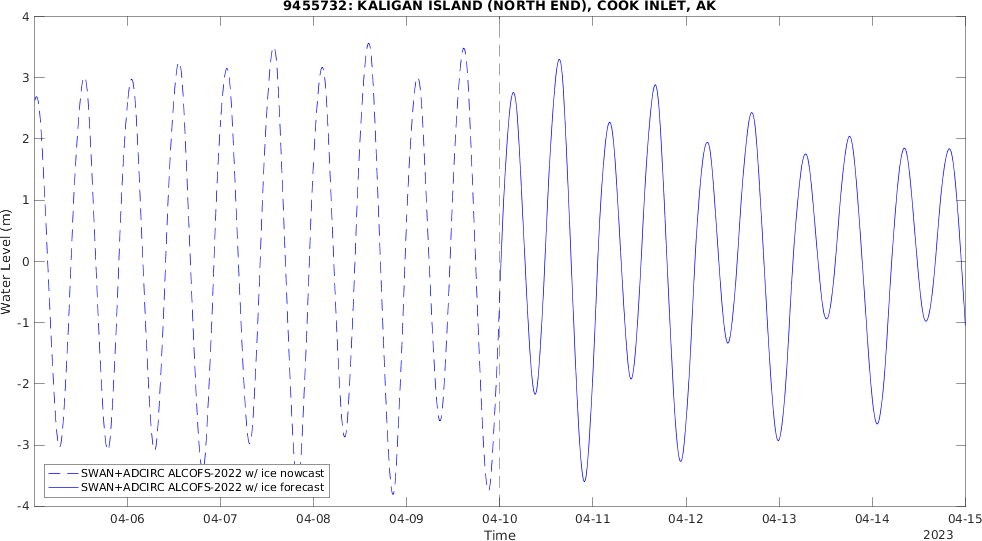 9455732: KALIGAN ISLAND (NORTH END), COOK INLET, AK
4
3
2
1
0
-1
-2
-3
-4
Water Level (m)
SWAN+ADCIRC ALCOFS-2022 w/ ice nowcast
SWAN+ADCIRC ALCOFS-2022 w/ ice forecast
04-06 04-07 04-08 04-09 04-10 04-11 04-12 04-13 04-14 04-15
Time
2023